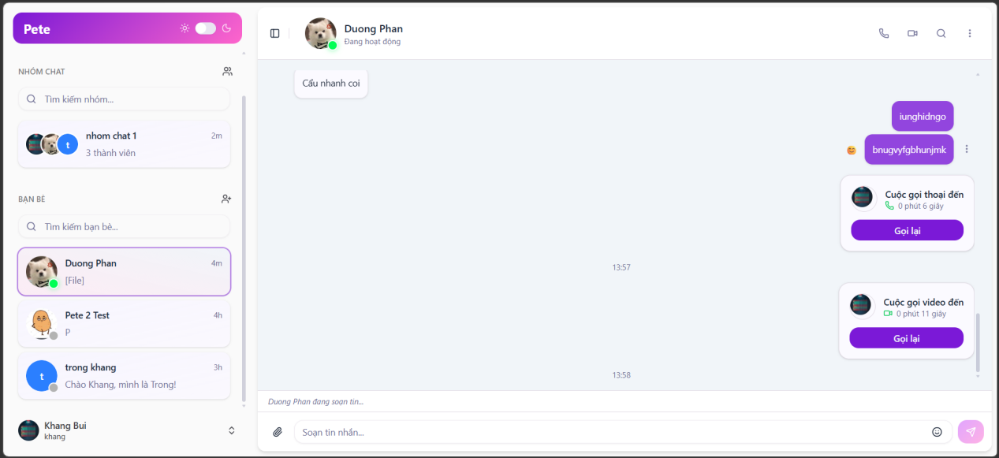 Pete
NHÓM CHAT
Tìm kiếm nhóm...
nhom chat 1
2m
3 thành viên
t
BẠN BÈ
Tìm kiếm bạn bè...
Duong Phan
4m
[File]
Pete 2 Test
4h
P
t
trong khang
3h
Chào Khang, mình là Trong!
Khang Bui
khang
Duong Phan
Đang hoạt động
Cẩu nhanh coi
iunghidngo
bnugvyfgbhunjmk
Cuộc gọi thoại đến
0 phút 6 giây
Gọi lại
13:57
Cuộc gọi video đến
0 phút 11 giây
Gọi lại
13:58
Duong Phan đang soạn tin...
Soạn tin nhắn...